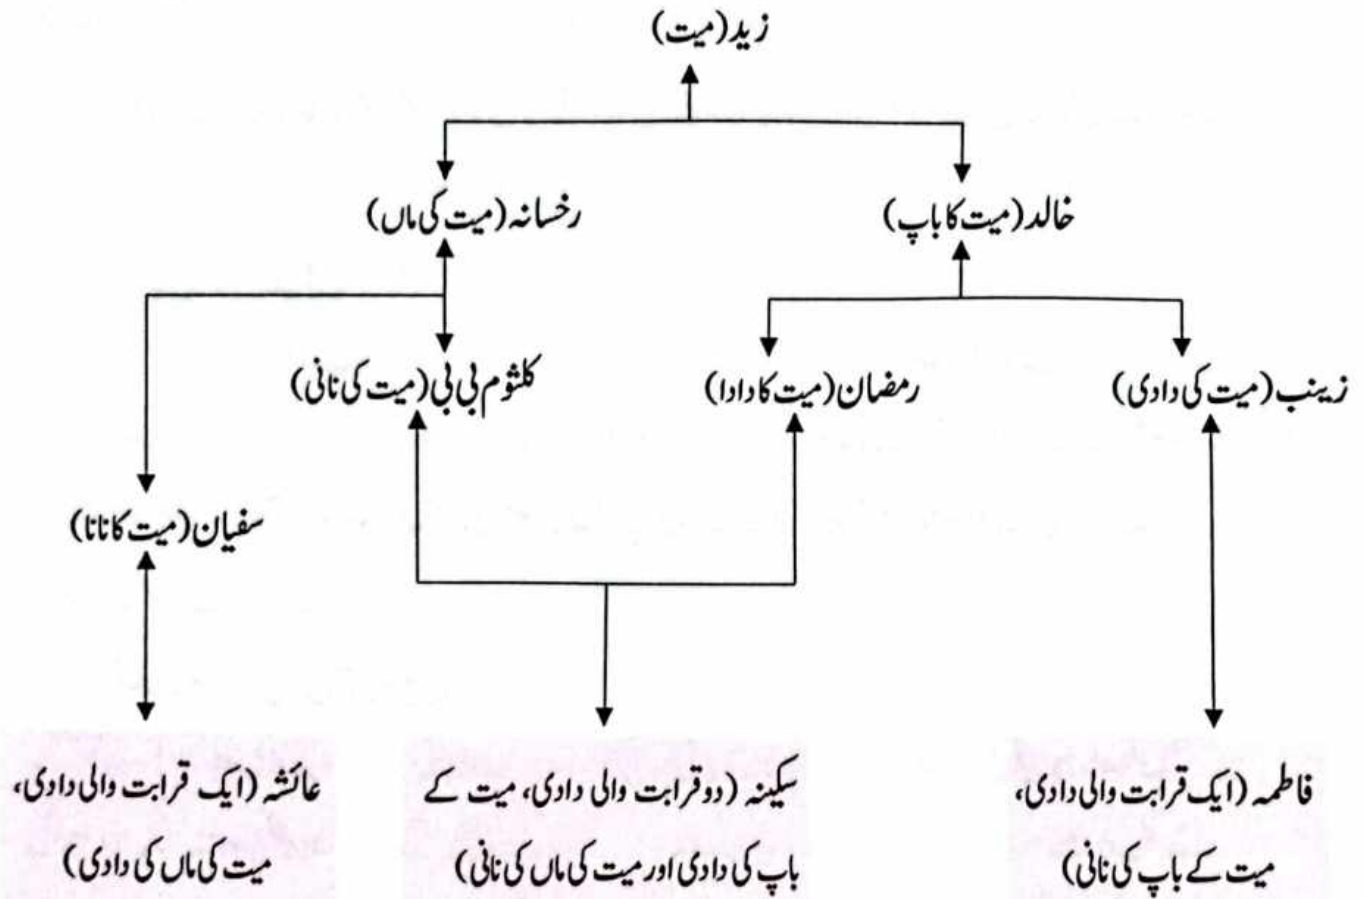 زید (میت)
خالد (میت کا باپ)
رخسانہ (میت کی ماں)
زینب (میت کی دادی)
رمضان (میت کا دادا)
کلثوم بی بی (میت کی نانی)
سفیان (میت کا نانا)
فاطمہ (ایک قرابت والی دادی،
میت کے باپ کی نانی)
سکینہ (دو قرابت والی دادی، میت کے
باپ کی دادی اور میت کی ماں کی نانی)
عائشہ (ایک قرابت والی دادی،
میت کی ماں کی دادی)